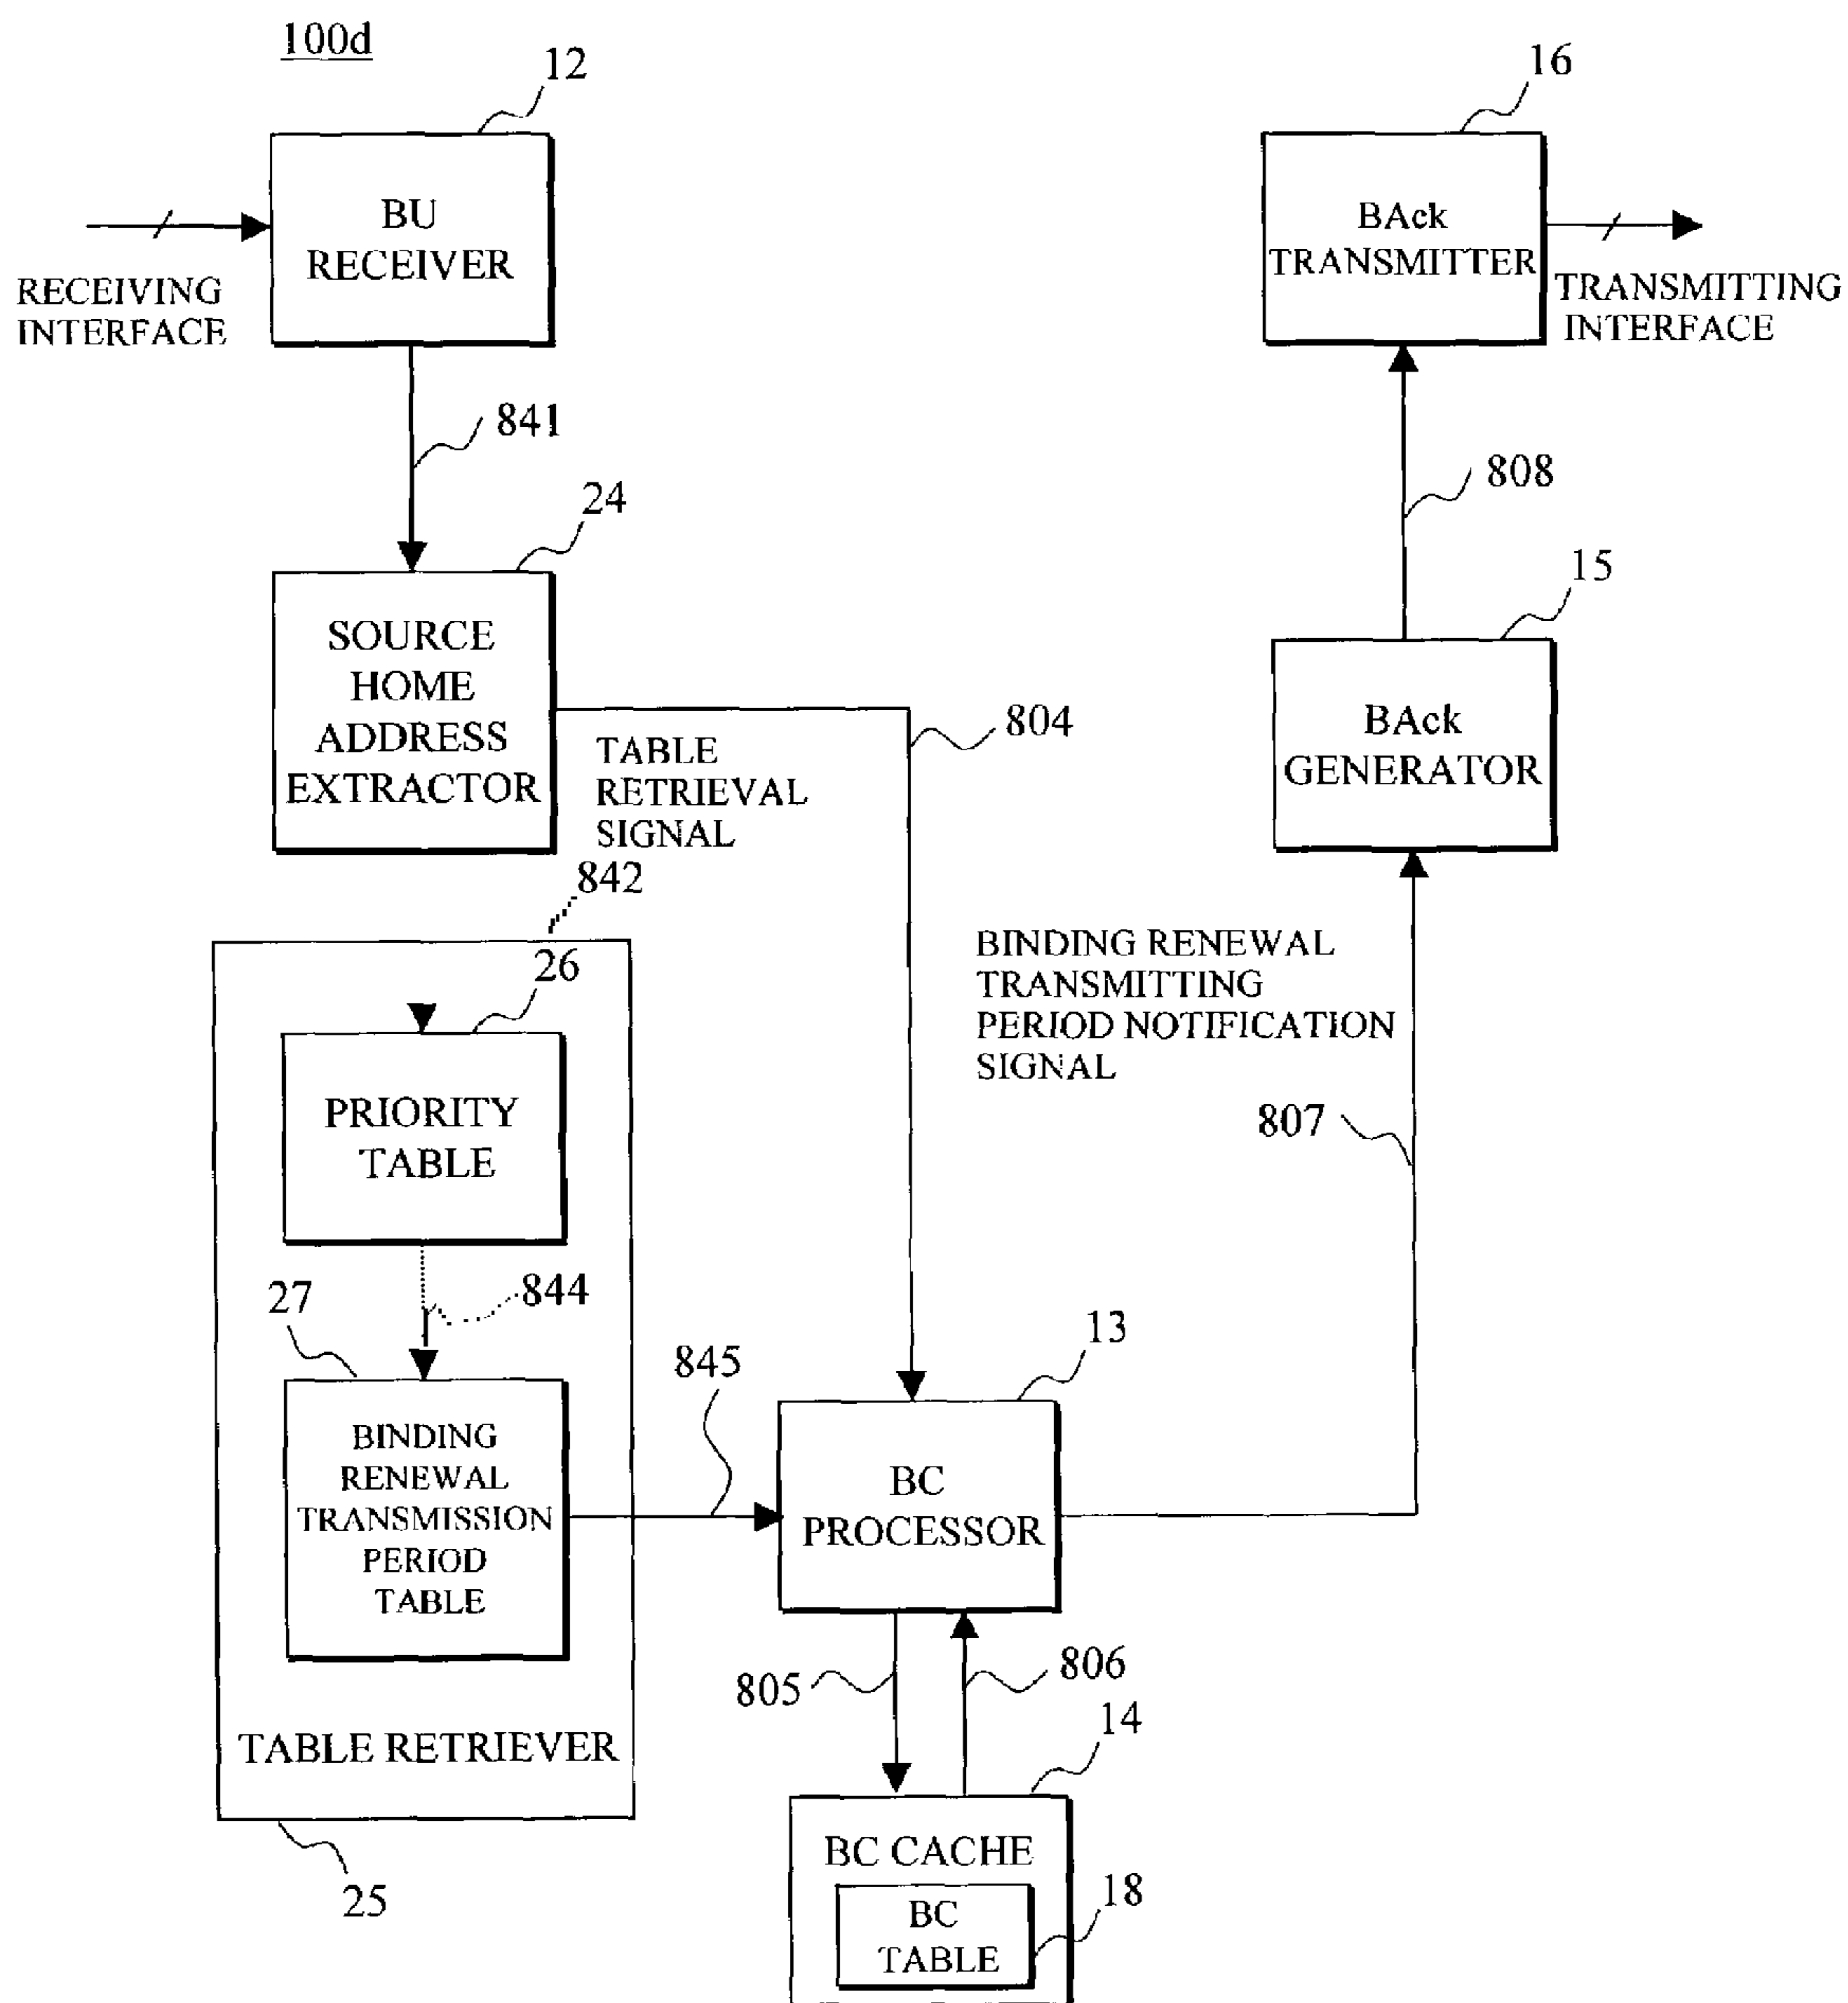 100d
12
16
BU
RECEIVER
BAck
TRANSMITTER
RECEIVING
INTERFACE
TRANSMITTING
INTERFACE
841
808
24
15
SOURCE
HOME
ADDRESS
EXTRACTOR
BAck
GENERATOR
804
TABLE
RETRIEVAL
SIGNAL
842
26
BINDING RENEWAL
TRANSMITTING
PERIOD NOTIFICATION
SIGNAL
PRIORITY
TABLE
807
844
27
13
845
BINDING
RENEWAL
TRANSMISSION
PERIOD
TABLE
BC
PROCESSOR
805
806
14
TABLE RETRIEVER
25
BC CACHE
18
BC
TABLE